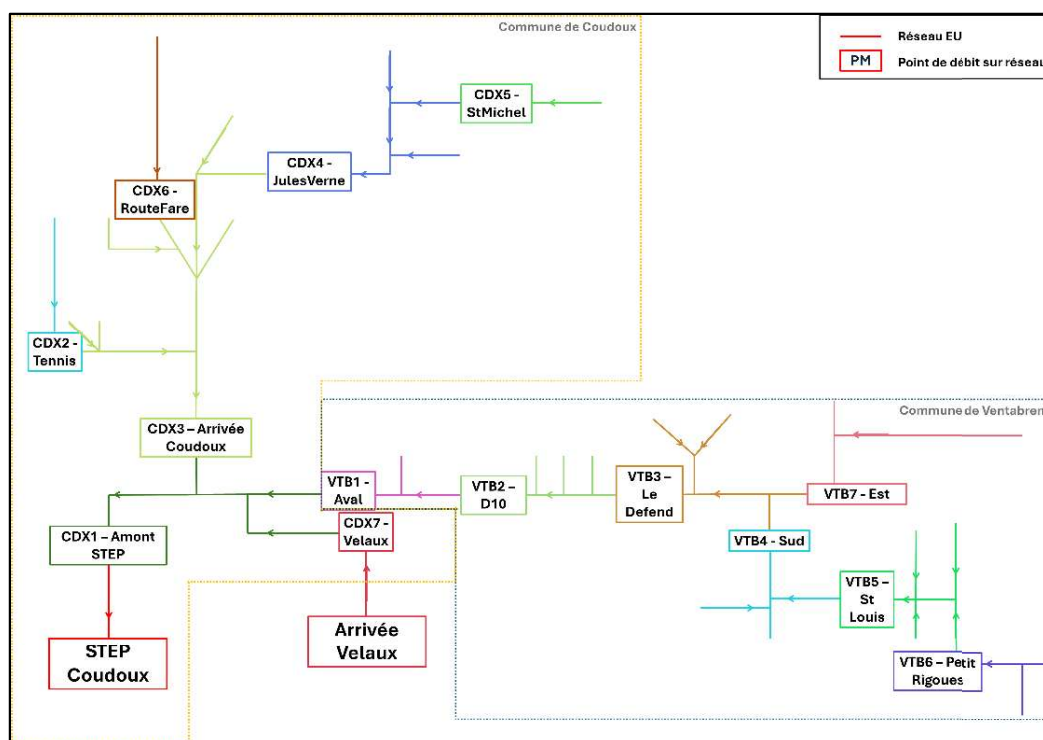 Commune de Coudoux
Réseau EU
PM
Point de débit sur réseau
CDX5 -
StMichel
CDX4 -
JulesVerne
CDX6 -
RouteFare
CDX2 -
Tennis
CDX3 – Arrivée
Coudoux
Commune de Ventabren
VTB1 -
Aval
VTB2 –
D10
VTB3 –
Le
Defend
VTB7 - Est
CDX1 – Amont
STEP
CDX7 -
Velaux
VTB4 - Sud
VTB5 –
St
Louis
STEP
Coudoux
Arrivée
Velaux
VTB6 – Petit
Rigoues